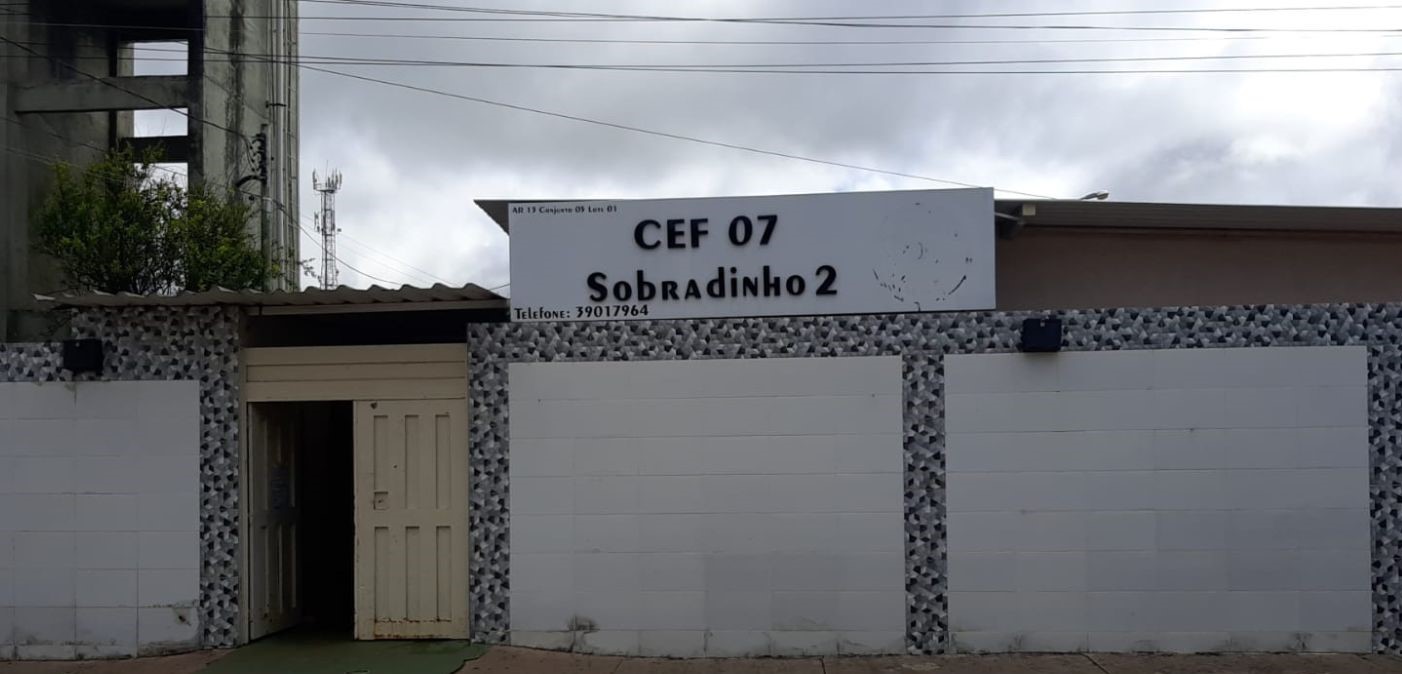 AR 13 Conjunto 05 Lote 01
CEF 07
Sobradinho 2
Telefone: 39017964